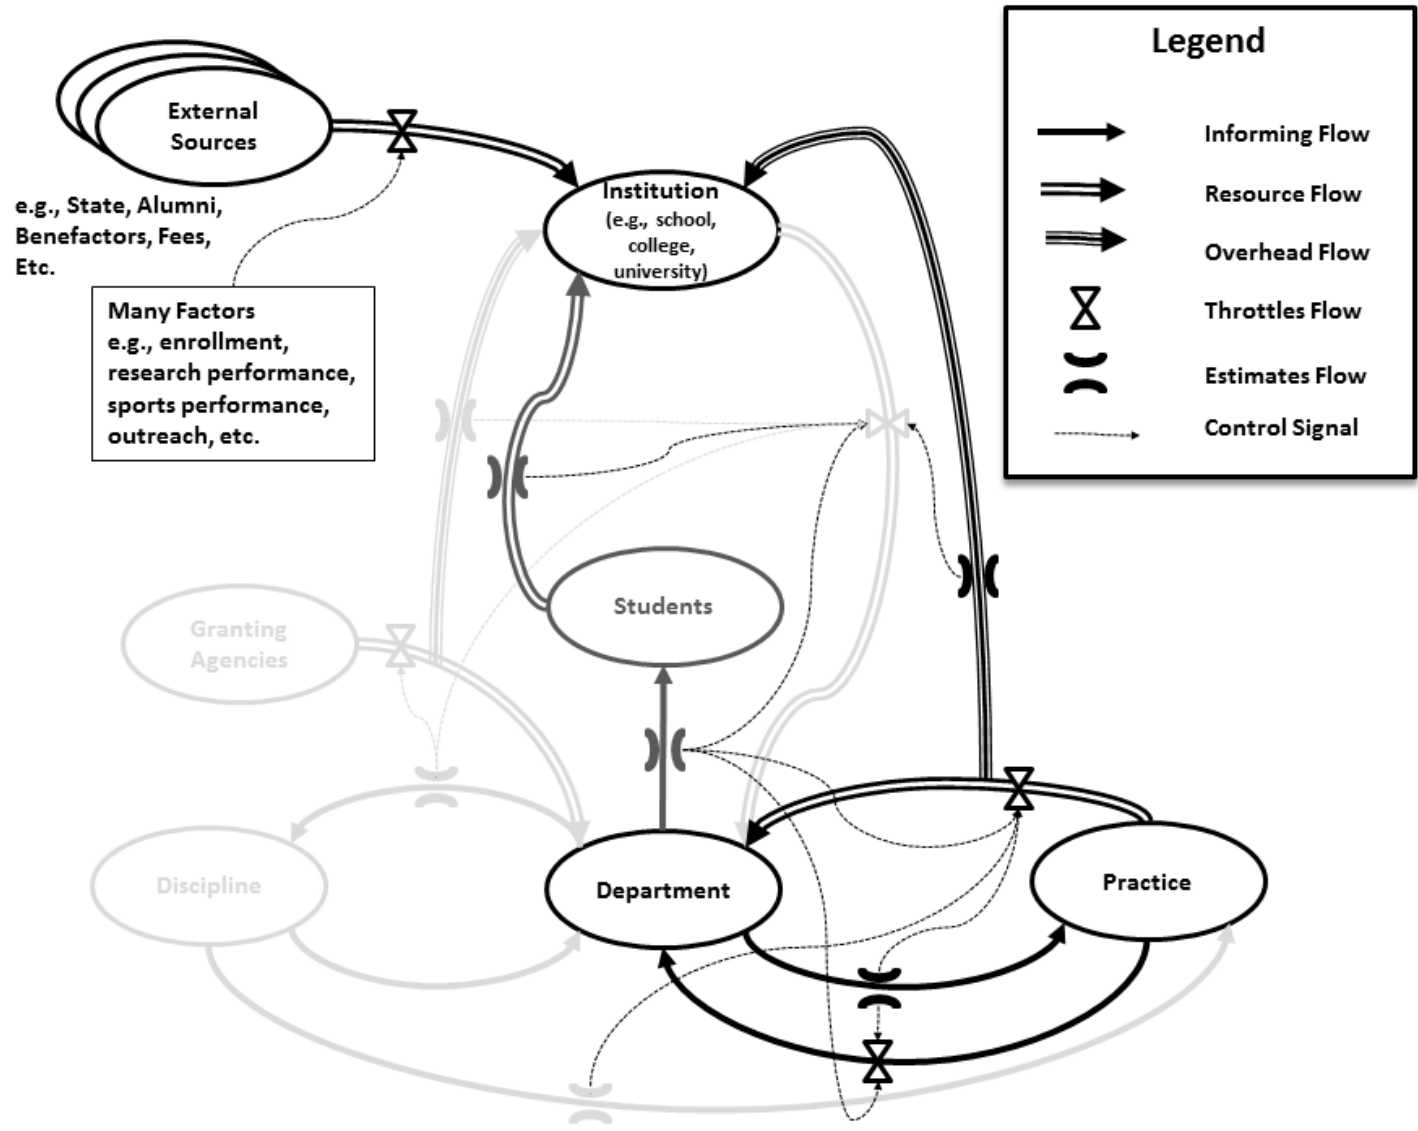 External
Sources
e.g., State, Alumni,
Benefactors, Fees,
Etc.
Many Factors
e.g., enrollment,
research performance,
sports performance,
outreach, etc.
Institution
(e.g., school,
college,
university)
Legend
Informing Flow
Resource Flow
Overhead Flow
Throttles Flow
Estimates Flow
Control Signal
Students
Granting
Agencies
Discipline
Department
Practice